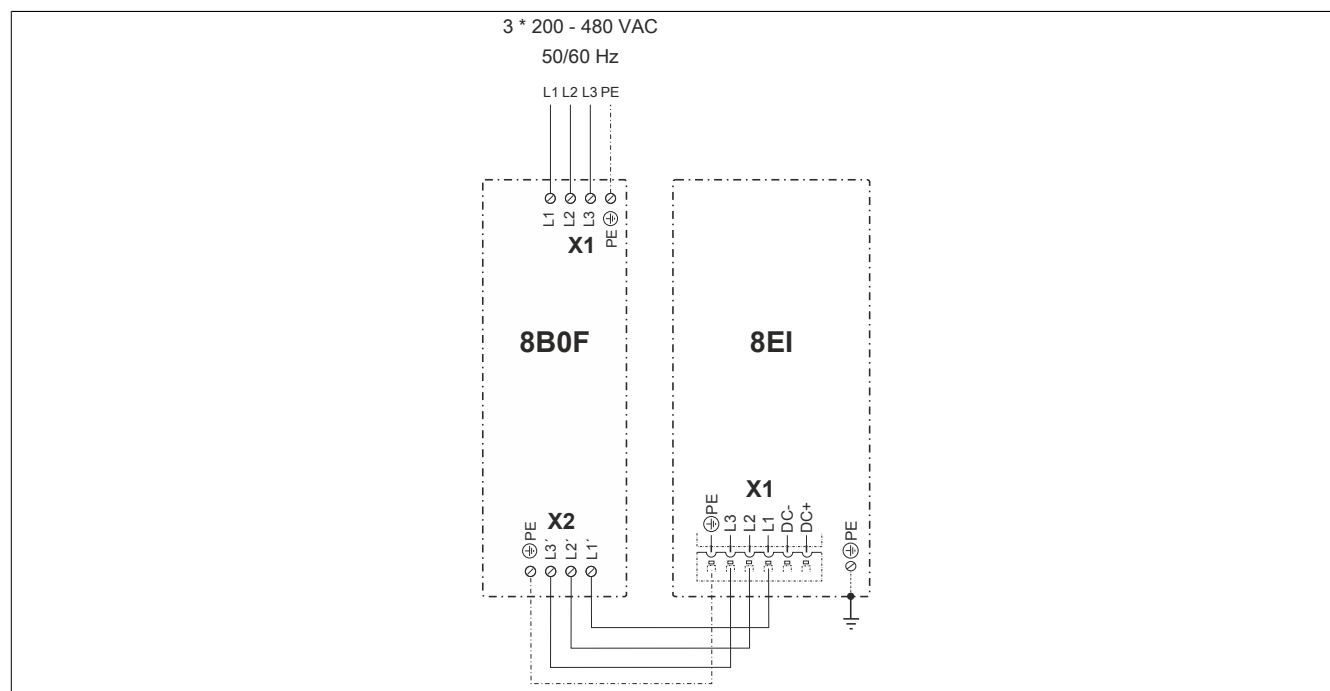 3 * 200 - 480 VAC
50/60 Hz
L1 L2 L3 PE
L1
L2
L3
PE
X1
8B0F
8EI
X2
PE
L3´
L2´
L1´
X1
PE
L3
L2
L1
DC-
DC+
PE